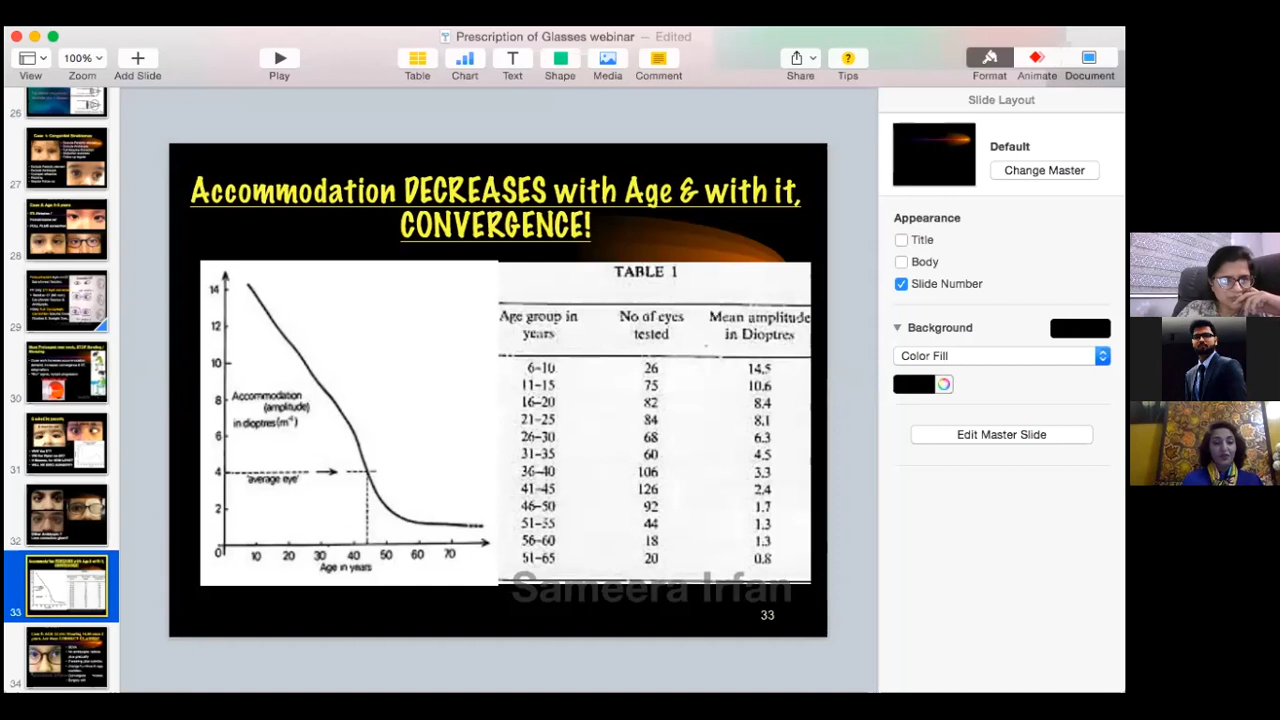 Prescription of Glasses webinar — Edited
View
100%
Zoom
Add Slide
Play
Table
Chart
Text
Shape
Media
Comment
Share
Tips
Format
Animate
Document
Slide Layout
Default
Change Master
Appearance
Title
Body
Slide Number
Background
Color Fill
Edit Master Slide
26
27
28
29
30
31
32
33
34
Accommodation DECREASES with Age & with it,
CONVERGENCE!
14
12
10
8
6
4
2
0
Accommodation
(amplitude)
in dioptres (m⁻¹)
'average eye'
10 20 30 40 50 60 70
Age in years
TABLE 1
Age group in years No of eyes tested Mean amplitude in Dioptres
6–10 26 14.5
11–15 75 10.6
16–20 82 8.4
21–25 84 8.1
26–30 68 6.3
31–35 60 4.5
36–40 106 3.3
41–45 126 2.4
46–50 92 1.7
51–55 44 1.3
56–60 18 1.3
51–65 20 0.8
Sameera Irfan
33